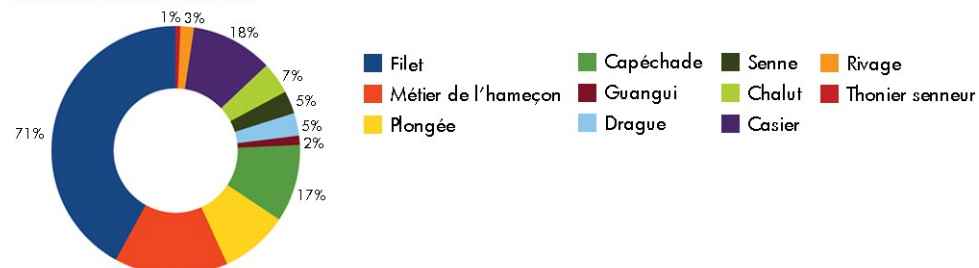 1% 3%
18%
7%
5%
5%
2%
17%
71%
Filet
Métier de l'hameçon
Plongée
Capéchade
Guangui
Drague
Senne
Chalut
Casier
Rivage
Thonier senneur